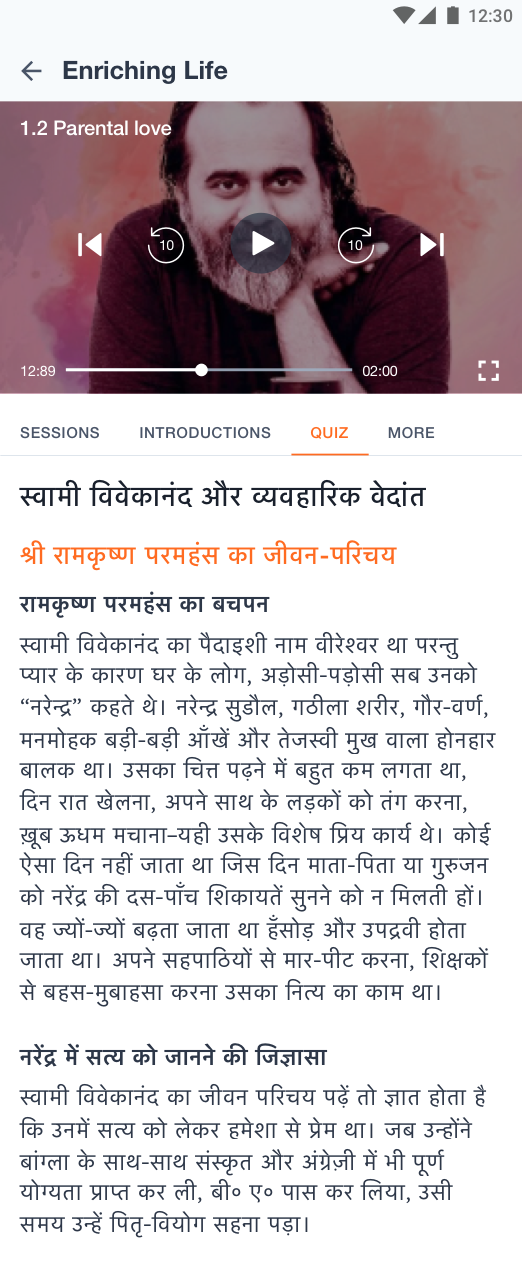 12:30
Enriching Life
1.2 Parental love
10
10
12:89
02:00
SESSIONS
INTRODUCTIONS
QUIZ
MORE
स्वामी विवेकानंद और व्यवहारिक वेदांत
श्री रामकृष्ण परमहंस का जीवन-परिचय
रामकृष्ण परमहंस का बचपन
स्वामी विवेकानंद का पैदाइशी नाम वीरेश्वर था परन्तु
प्यार के कारण घर के लोग, अड़ोसी-पड़ोसी सब उनको
“नरेन्द्र” कहते थे। नरेन्द्र सुडौल, गठीला शरीर, गौर-वर्ण,
मनमोहक बड़ी-बड़ी आँखें और तेजस्वी मुख वाला होनहार
बालक था। उसका चित्त पढ़ने में बहुत कम लगता था,
दिन रात खेलना, अपने साथ के लड़कों को तंग करना,
ख़ूब ऊधम मचाना–यही उसके विशेष प्रिय कार्य थे। कोई
ऐसा दिन नहीं जाता था जिस दिन माता-पिता या गुरुजन
को नरेंद्र की दस-पाँच शिकायतें सुनने को न मिलती हों।
वह ज्यों-ज्यों बढ़ता जाता था हँसोड़ और उपद्रवी होता
जाता था। अपने सहपाठियों से मार-पीट करना, शिक्षकों
से बहस-मुबाहसा करना उसका नित्य का काम था।
नरेंद्र में सत्य को जानने की जिज्ञासा
स्वामी विवेकानंद का जीवन परिचय पढ़ें तो ज्ञात होता है
कि उनमें सत्य को लेकर हमेशा से प्रेम था। जब उन्होंने
बांग्ला के साथ-साथ संस्कृत और अंग्रेज़ी में भी पूर्ण
योग्यता प्राप्त कर ली, बी० ए० पास कर लिया, उसी
समय उन्हें पितृ-वियोग सहना पड़ा।